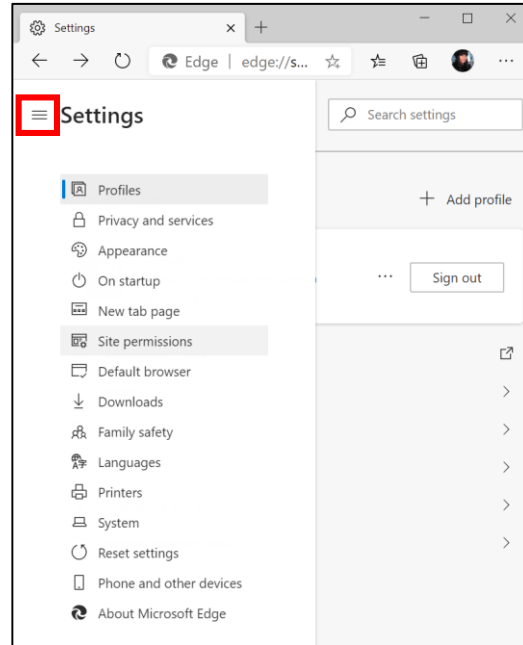 Settings
Edge | edge://s...
Settings
Search settings
Profiles
Add profile
Privacy and services
Appearance
On startup
Sign out
New tab page
Site permissions
Default browser
Downloads
Family safety
Languages
Printers
System
Reset settings
Phone and other devices
About Microsoft Edge